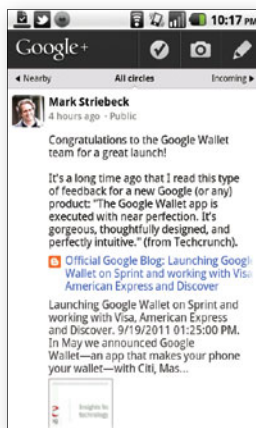 10:17 PM
Google+
Nearby
All circles
Incoming
Mark Striebeck
4 hours ago · Public
Congratulations to the Google Wallet
team for a great launch!
It's a long time ago that I read this type
of feedback for a new Google (or any)
product: "The Google Wallet app is
executed with near perfection. It's
gorgeous, thoughtfully designed, and
perfectly intuitive." (from Techcrunch).
Official Google Blog: Launching Googl
Wallet on Sprint and working with Visa
American Express and Discover
Launching Google Wallet on Sprint and
working with Visa, American Express
and Discover. 9/19/2011 01:25:00 PM.
In May we announced Google
Wallet—an app that makes your phone
your wallet—with Citi, Mas...
Insights to
technology